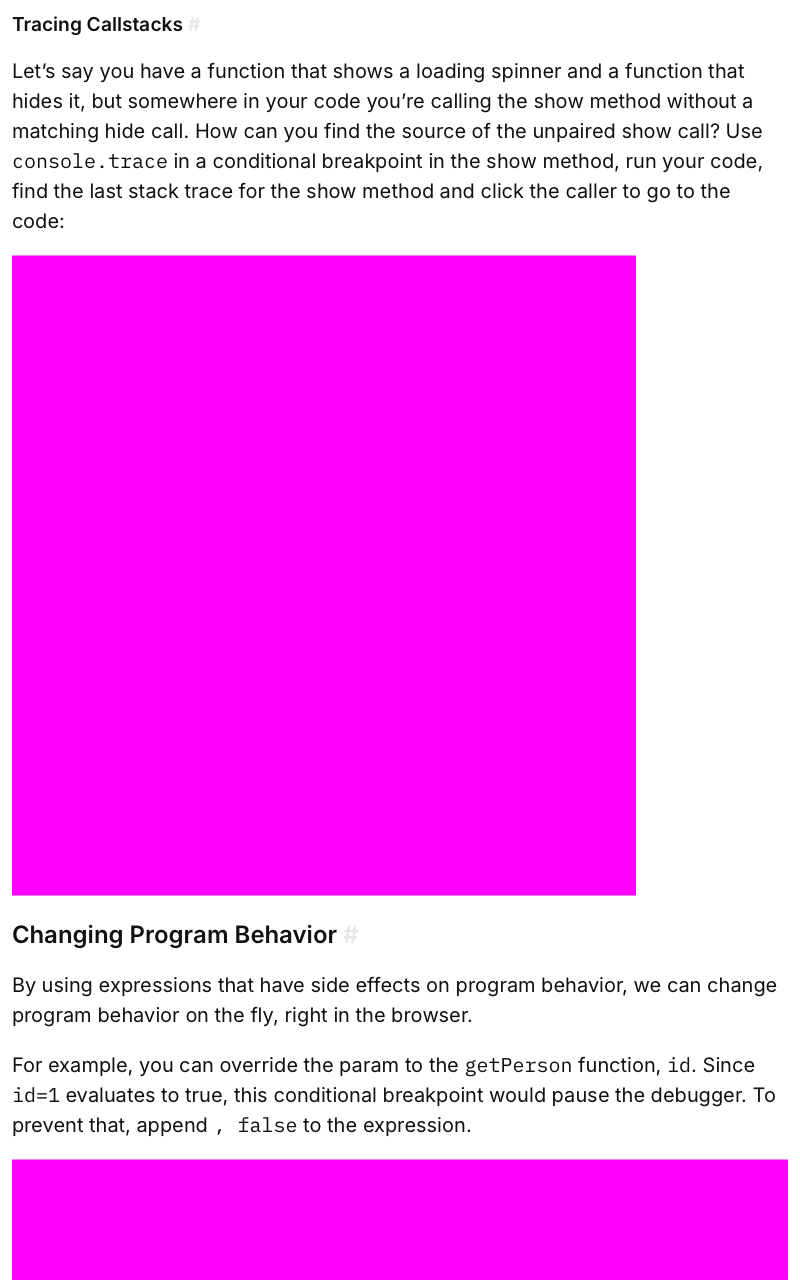 Tracing Callstacks #
Let’s say you have a function that shows a loading spinner and a function that
hides it, but somewhere in your code you’re calling the show method without a
matching hide call. How can you find the source of the unpaired show call? Use
console.trace in a conditional breakpoint in the show method, run your code,
find the last stack trace for the show method and click the caller to go to the
code:
Changing Program Behavior #
By using expressions that have side effects on program behavior, we can change
program behavior on the fly, right in the browser.
For example, you can override the param to the getPerson function, id. Since
id=1 evaluates to true, this conditional breakpoint would pause the debugger. To
prevent that, append , false to the expression.